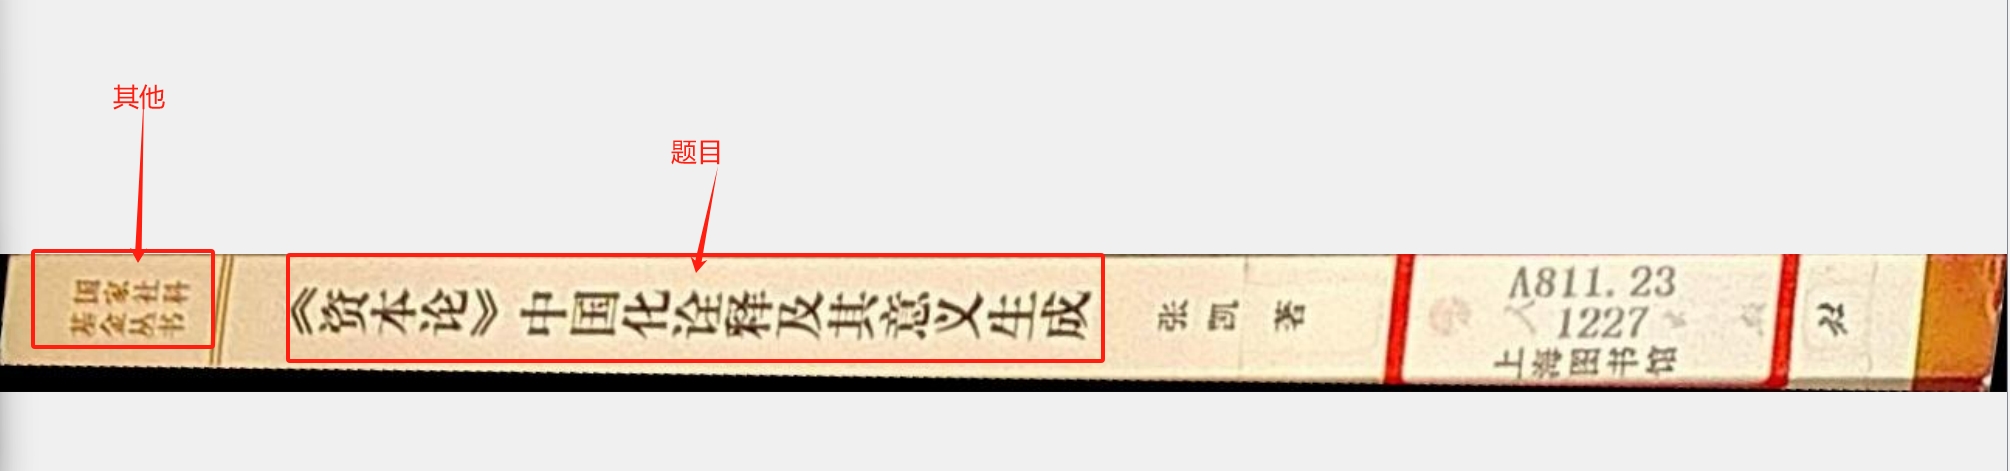 其他
题目
国家社科
基金丛书
《资本论》中国化诠释及其意义生成
张凯 著
A811.23
1227
上海图书馆
社